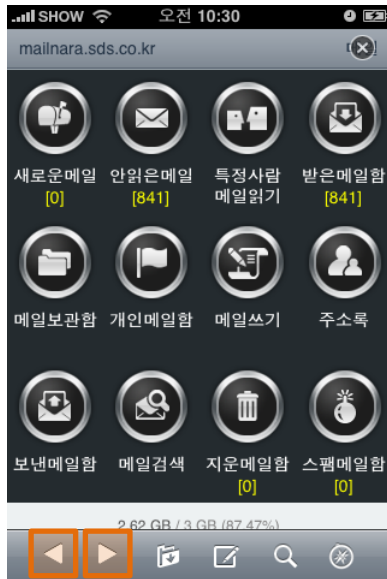 SHOW 오전 10:30
mailnara.sds.co.kr
새로운메일 안읽은메일 특정사람 받은메일함
[0] [841] 메일읽기 [841]
메일보관함 개인메일함 메일쓰기 주소록
보낸메일함 메일검색 지운메일함 스팸메일함
[0] [0]
2.62 GB / 3 GB (87.47%)